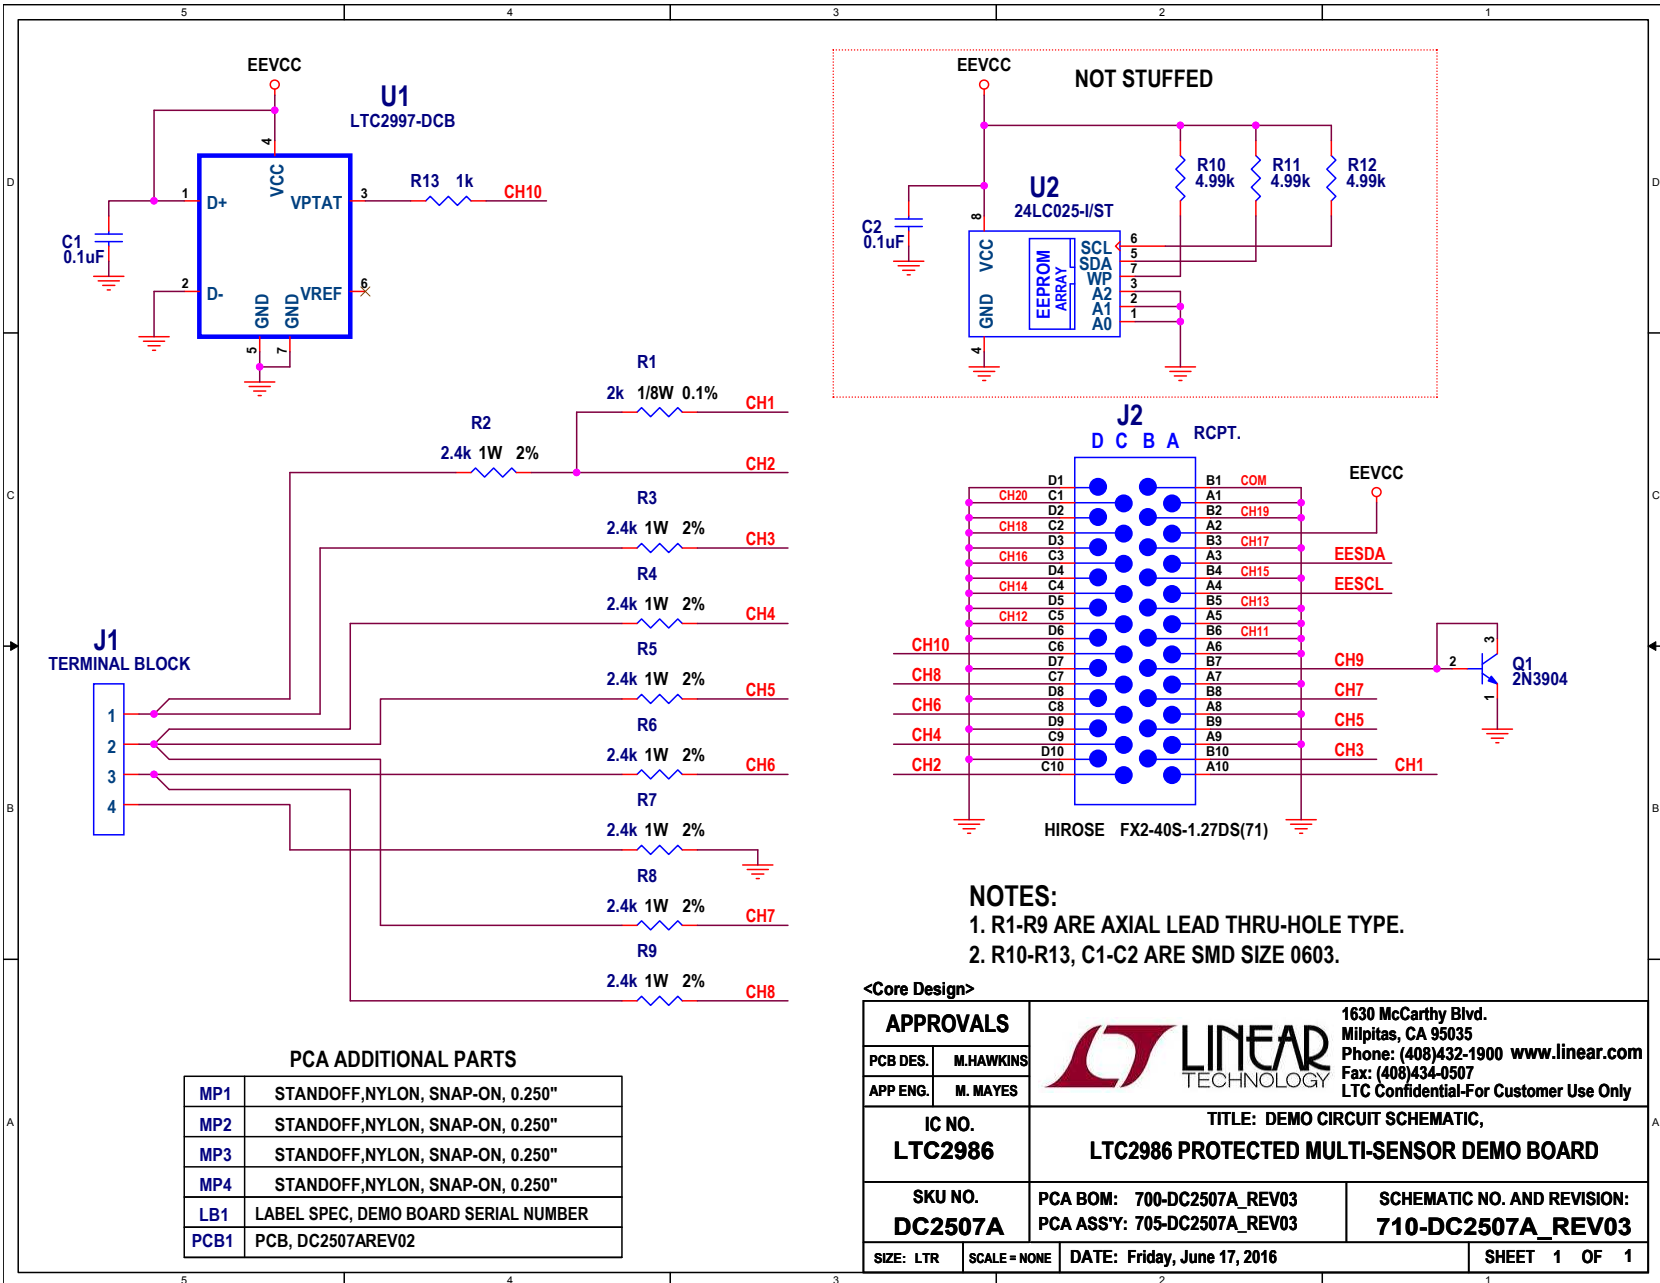 5 4 3 2 1
D
C
B
A
D
C
B
A
EEVCC
U1
LTC2997-DCB
4
VCC
1
D+
VPTAT
3
R13 1k
CH10
C1
0.1uF
2
D-
VREF
6
GND
GND
5
7
NOT STUFFED
EEVCC
R10
4.99k
R11
4.99k
R12
4.99k
U2
24LC025-I/ST
C2
0.1uF
8
VCC
EEPROM
ARRAY
GND
4
SCL 6
SDA 5
WP 7
A2 3
A1 2
A0 1
R1
2k 1/8W 0.1% CH1
R2
2.4k 1W 2% CH2
R3
2.4k 1W 2% CH3
R4
2.4k 1W 2% CH4
R5
2.4k 1W 2% CH5
R6
2.4k 1W 2% CH6
R7
2.4k 1W 2%
R8
2.4k 1W 2% CH7
R9
2.4k 1W 2% CH8
J1
TERMINAL BLOCK
1
2
3
4
J2
D C B A RCPT.
D1 B1 COM
CH20 C1 A1
D2 B2 CH19
CH18 C2 A2
D3 B3 CH17
CH16 C3 A3 EESDA
D4 B4 CH15
CH14 C4 A4 EESCL
D5 B5 CH13
CH12 C5 A5
D6 B6 CH11
CH10 C6 A6
D7 B7 CH9
CH8 C7 A7
D8 B8 CH7
CH6 C8 A8
D9 B9 CH5
CH4 C9 A9
D10 B10 CH3
CH2 C10 A10 CH1
EEVCC
HIROSE FX2-40S-1.27DS(71)
3
2
1
Q1
2N3904
NOTES:
1. R1-R9 ARE AXIAL LEAD THRU-HOLE TYPE.
2. R10-R13, C1-C2 ARE SMD SIZE 0603.
PCA ADDITIONAL PARTS
MP1 STANDOFF,NYLON, SNAP-ON, 0.250"
MP2 STANDOFF,NYLON, SNAP-ON, 0.250"
MP3 STANDOFF,NYLON, SNAP-ON, 0.250"
MP4 STANDOFF,NYLON, SNAP-ON, 0.250"
LB1 LABEL SPEC, DEMO BOARD SERIAL NUMBER
PCB1 PCB, DC2507AREV02
<Core Design>
APPROVALS
PCB DES. M.HAWKINS
APP ENG. M. MAYES
LINEAR
TECHNOLOGY
1630 McCarthy Blvd.
Milpitas, CA 95035
Phone: (408)432-1900 www.linear.com
Fax: (408)434-0507
LTC Confidential-For Customer Use Only
IC NO.
LTC2986
TITLE: DEMO CIRCUIT SCHEMATIC,
LTC2986 PROTECTED MULTI-SENSOR DEMO BOARD
SKU NO.
DC2507A
PCA BOM: 700-DC2507A_REV03
PCA ASS'Y: 705-DC2507A_REV03
SCHEMATIC NO. AND REVISION:
710-DC2507A_REV03
SIZE: LTR
SCALE = NONE
DATE: Friday, June 17, 2016
SHEET 1 OF 1
5 4 3 2 1